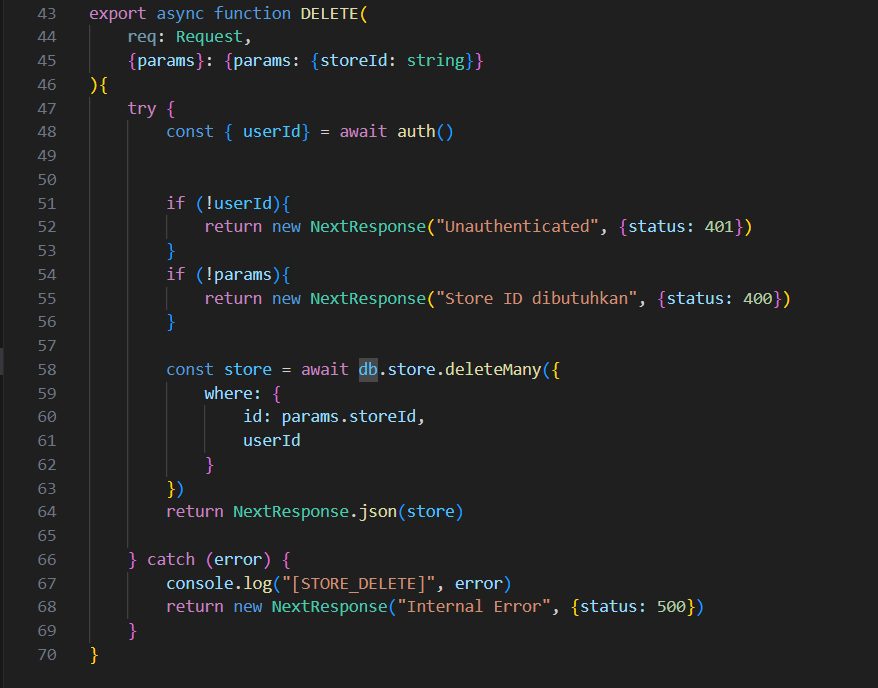 43 export async function DELETE(
44     req: Request,
45     {params}: {params: {storeId: string}}
46 ){
47     try {
48         const { userId} = await auth()
49
50
51         if (!userId){
52             return new NextResponse("Unauthenticated", {status: 401})
53         }
54         if (!params){
55             return new NextResponse("Store ID dibutuhkan", {status: 400})
56         }
57
58         const store = await db.store.deleteMany({
59             where: {
60                 id: params.storeId,
61                 userId
62             }
63         })
64         return NextResponse.json(store)
65
66     } catch (error) {
67         console.log("[STORE_DELETE]", error)
68         return new NextResponse("Internal Error", {status: 500})
69     }
70 }